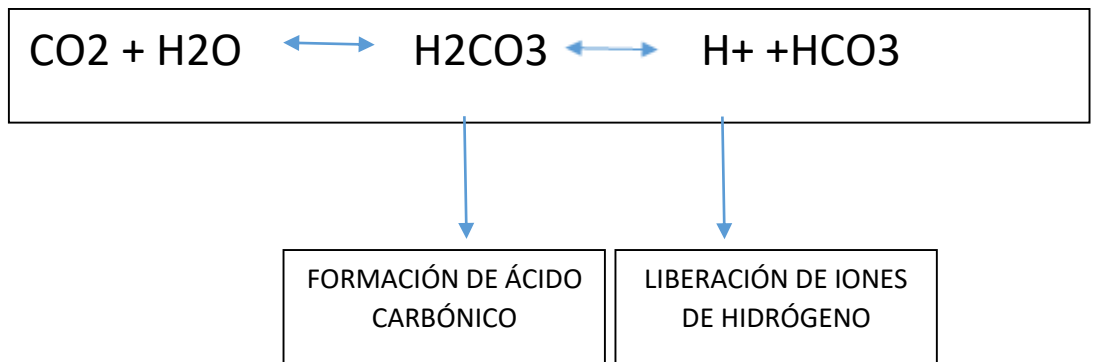 CO2 + H2O H2CO3 H+ +HCO3
FORMACIÓN DE ÁCIDO
CARBÓNICO
LIBERACIÓN DE IONES
DE HIDRÓGENO